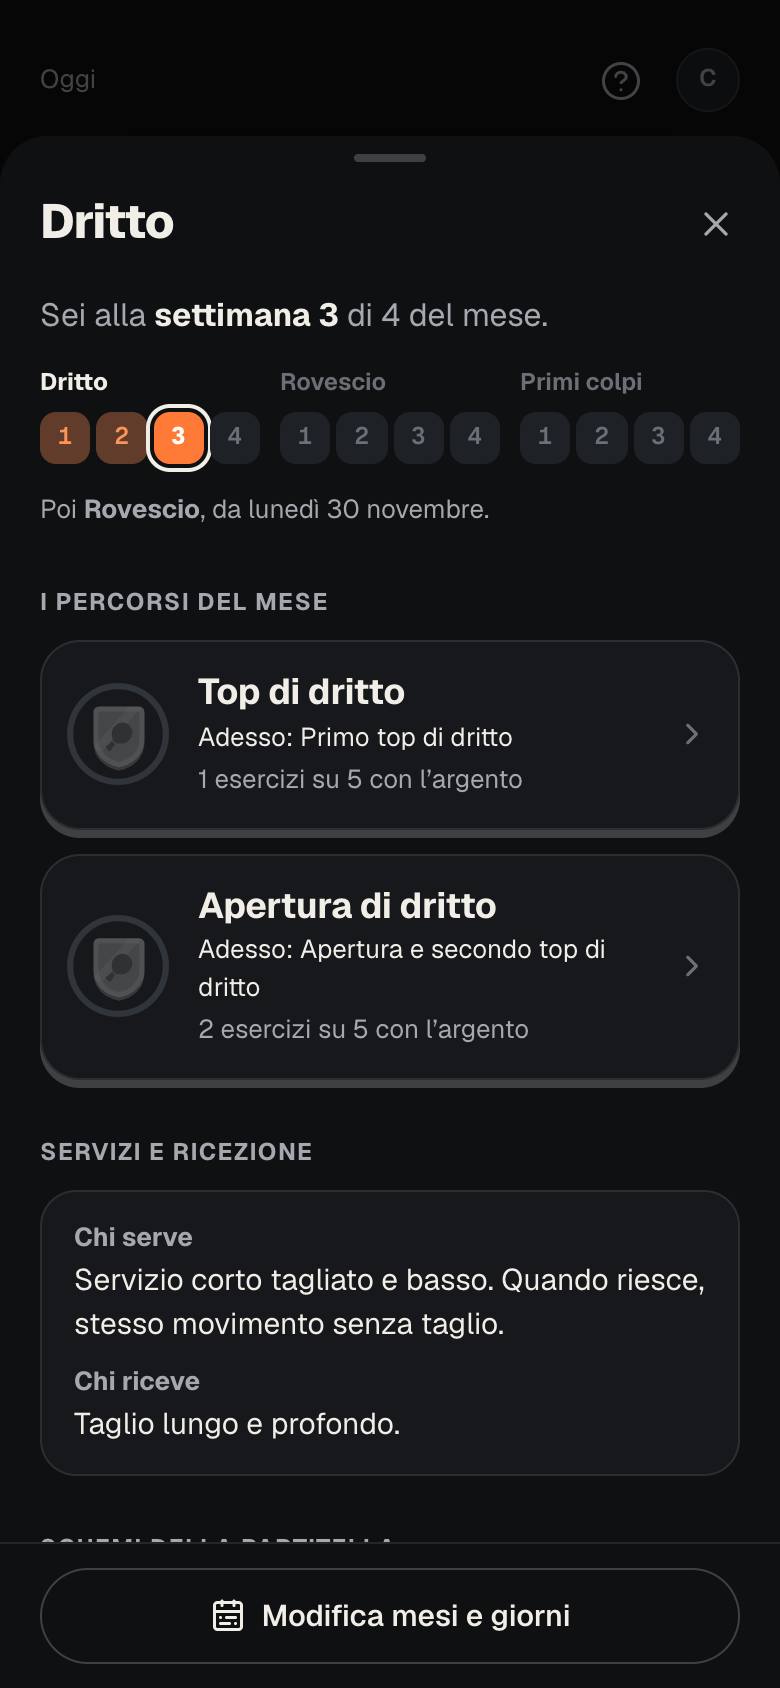 Oggi
?
C
Dritto
Sei alla settimana 3 di 4 del mese.
Dritto Rovescio Primi colpi
1 2 3 4 1 2 3 4 1 2 3 4
Poi Rovescio, da lunedì 30 novembre.
I PERCORSI DEL MESE
Top di dritto
Adesso: Primo top di dritto
1 esercizi su 5 con l’argento
Apertura di dritto
Adesso: Apertura e secondo top di
dritto
2 esercizi su 5 con l’argento
SERVIZI E RICEZIONE
Chi serve
Servizio corto tagliato e basso. Quando riesce,
stesso movimento senza taglio.
Chi riceve
Taglio lungo e profondo.
SCHEMI DELLA PARTITELLA
Modifica mesi e giorni